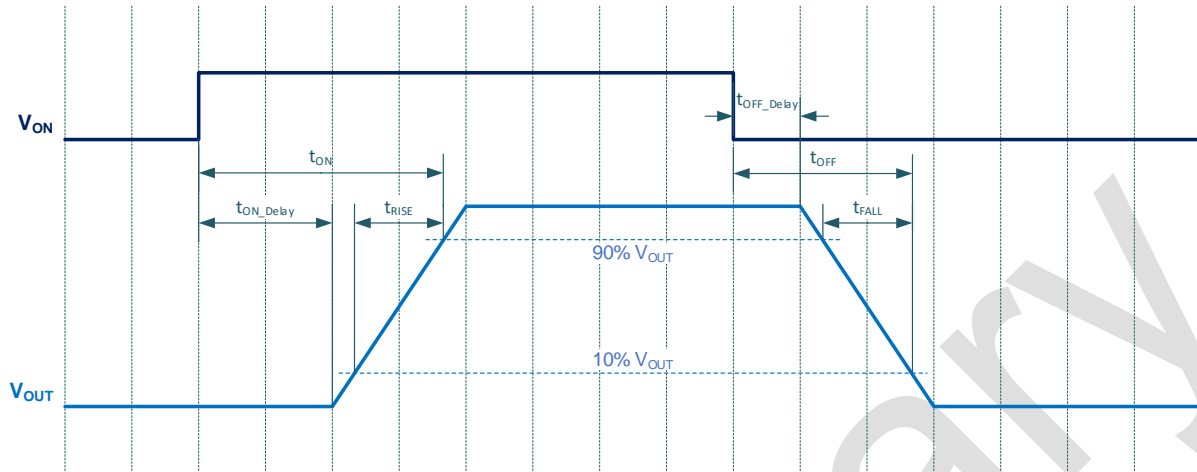 tOFF_Delay
VON
tON
tOFF
tON_Delay
tRISE
tFALL
90% VOUT
10% VOUT
VOUT